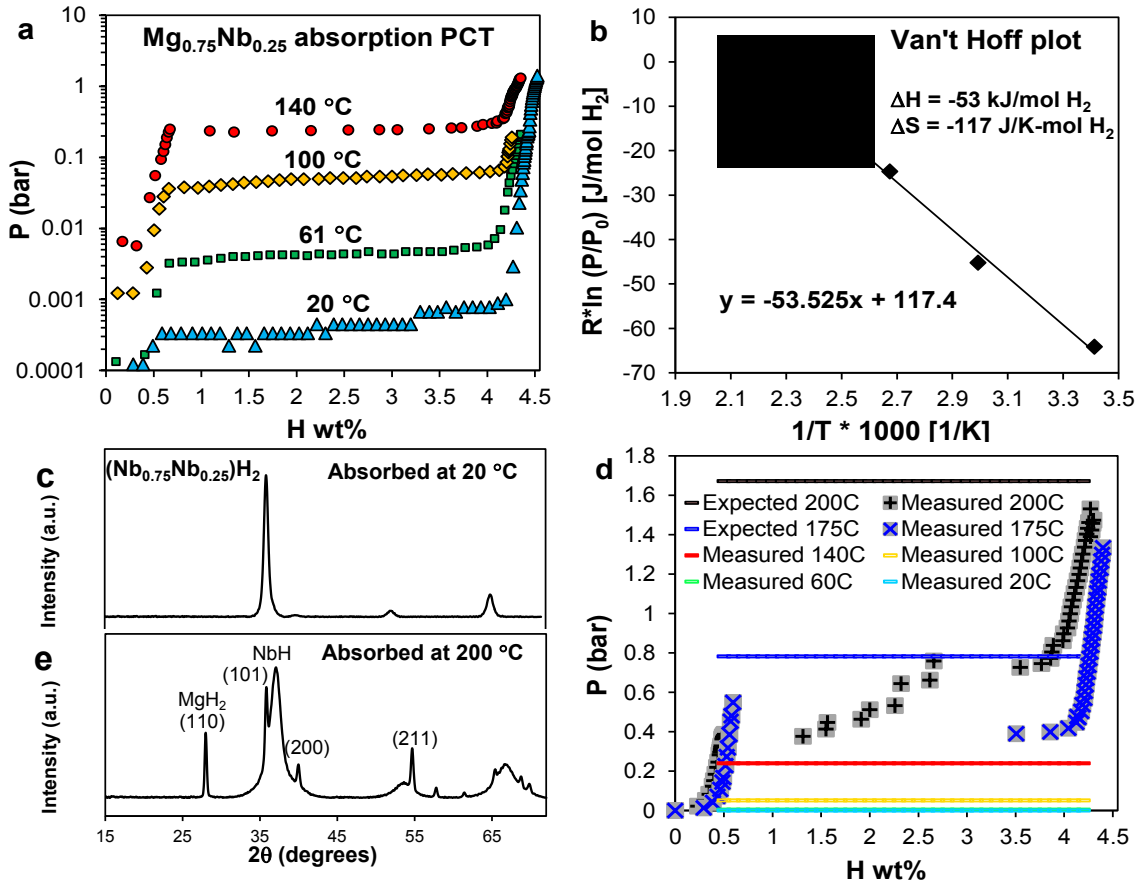 a
Mg0.75Nb0.25 absorption PCT
10
1
0.1
0.01
0.001
0.0001
P (bar)
140 °C
100 °C
61 °C
20 °C
0 0.5 1 1.5 2 2.5 3 3.5 4 4.5
H wt%
b
Van't Hoff plot
ΔH = -53 kJ/mol H2
ΔS = -117 J/K-mol H2
10
0
-10
-20
-30
-40
-50
-60
-70
R*ln (P/P0) [J/mol H2]
y = -53.525x + 117.4
1.9 2.1 2.3 2.5 2.7 2.9 3.1 3.3 3.5
1/T * 1000 [1/K]
c
(Nb0.75Nb0.25)H2
Absorbed at 20 °C
Intensity (a.u.)
e
Absorbed at 200 °C
Intensity (a.u.)
MgH2
(110)
(101)
NbH
(200)
(211)
15 25 35 45 55 65
2θ (degrees)
d
1.8
1.6
1.4
1.2
1
0.8
0.6
0.4
0.2
0
P (bar)
Expected 200C Measured 200C
Expected 175C Measured 175C
Measured 140C Measured 100C
Measured 60C Measured 20C
0 0.5 1 1.5 2 2.5 3 3.5 4 4.5
H wt%